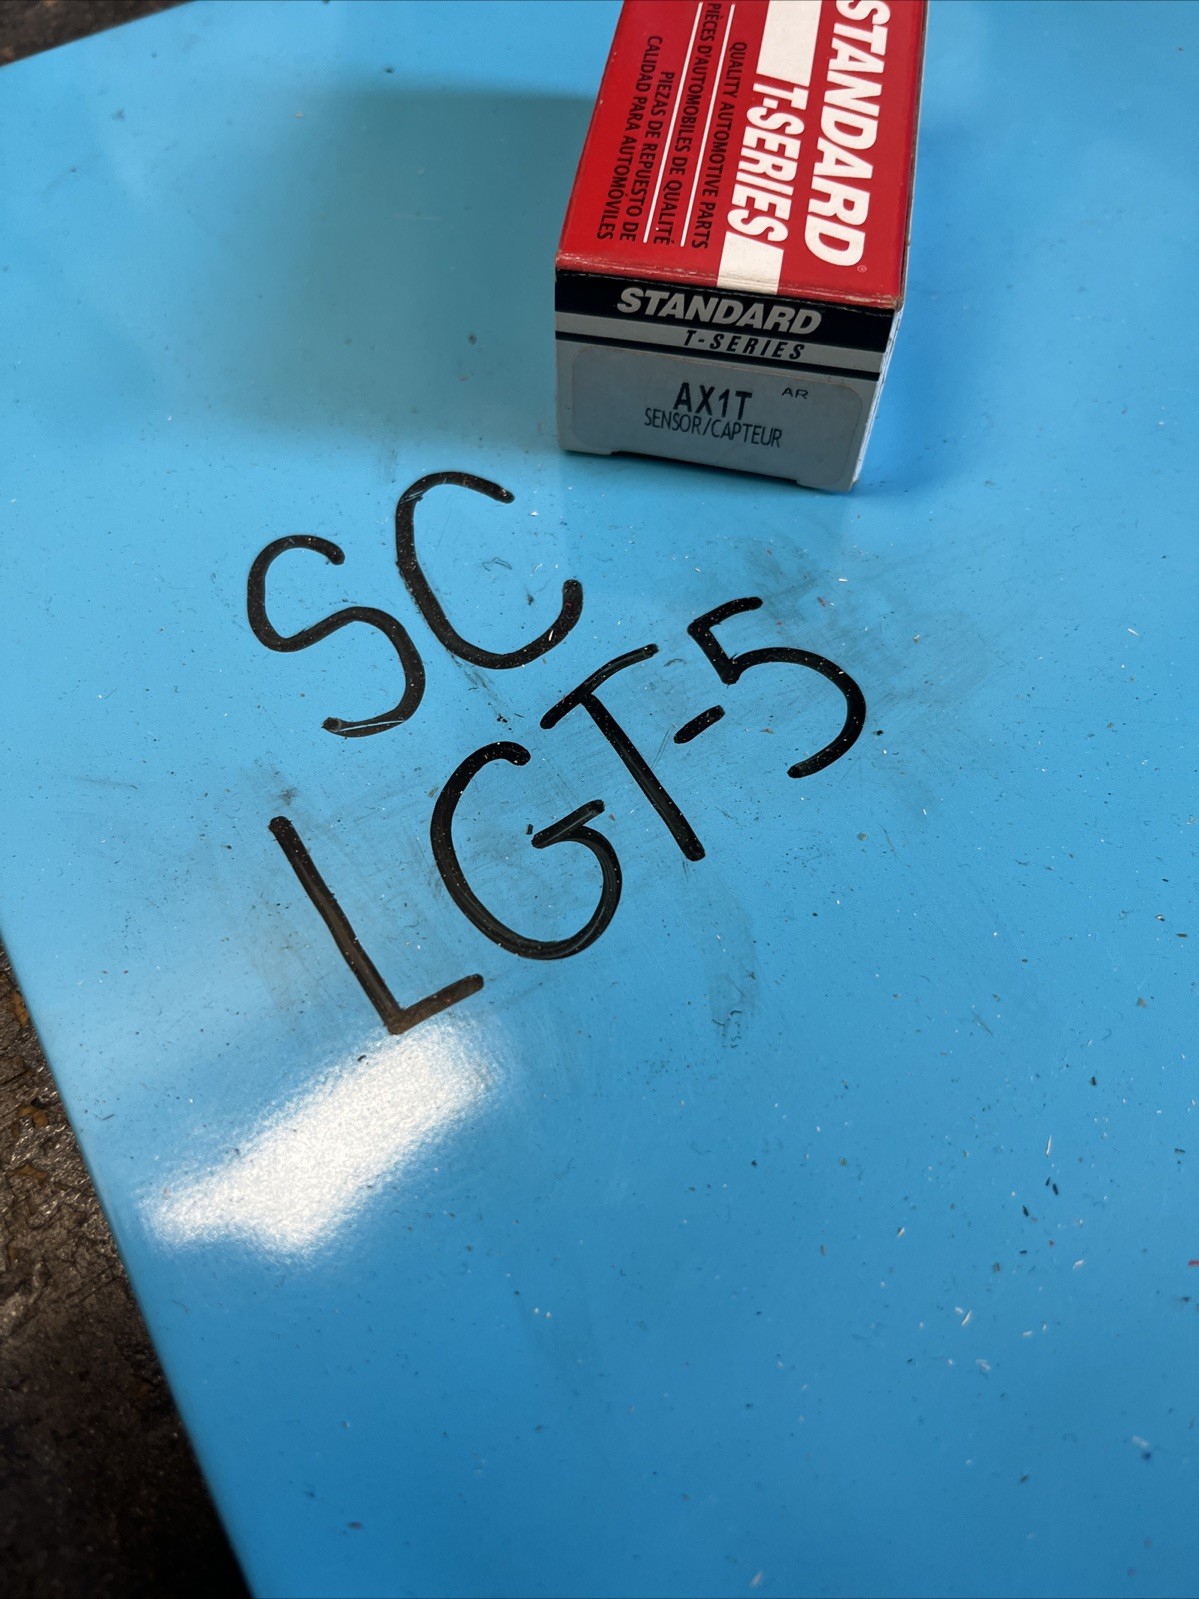 STANDARD®
T-SERIES
QUALITY AUTOMOTIVE PARTS
PIÈCES D'AUTOMOBILES DE QUALITÉ
PIEZAS DE REPUESTO DE
CALIDAD PARA AUTOMÓVILES
STANDARD
T-SERIES
AX1T AR
SENSOR/CAPTEUR
SC
LGT-5